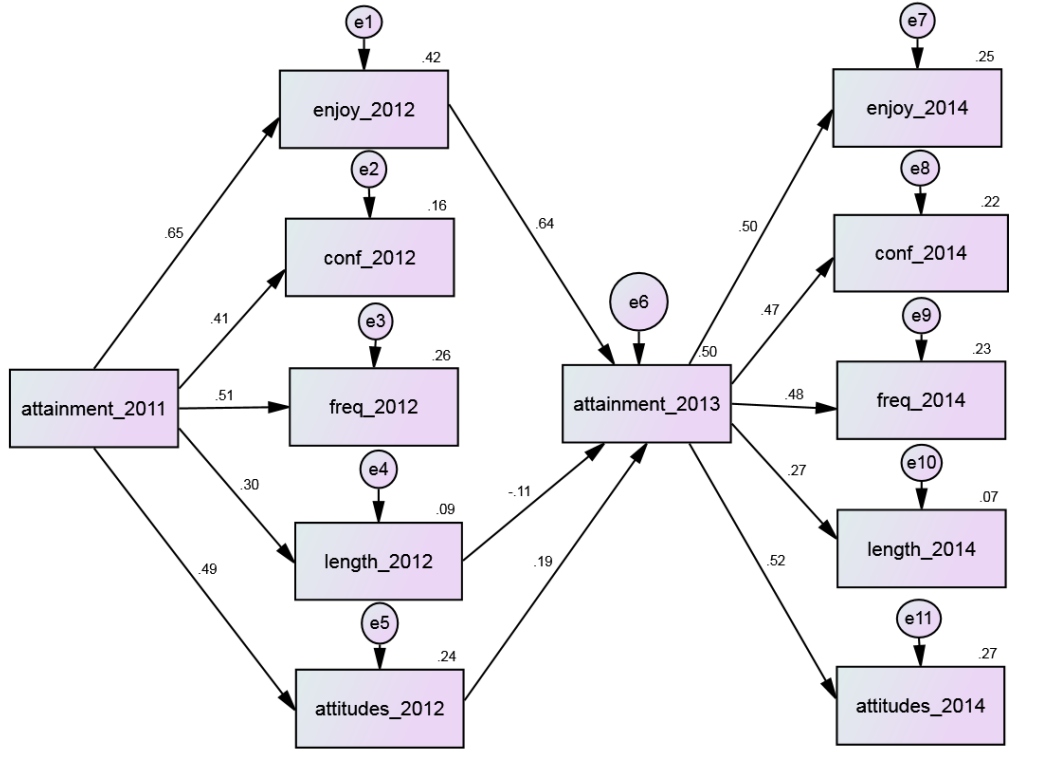 e1
.42
enjoy_2012
e2
.16
conf_2012
e3
.26
freq_2012
e4
.09
length_2012
e5
.24
attitudes_2012
attainment_2011
.65
.41
.51
.30
.49
.64
-.11
.19
e6
.50
attainment_2013
.50
.47
.48
.27
.52
e7
.25
enjoy_2014
e8
.22
conf_2014
e9
.23
freq_2014
e10
.07
length_2014
e11
.27
attitudes_2014